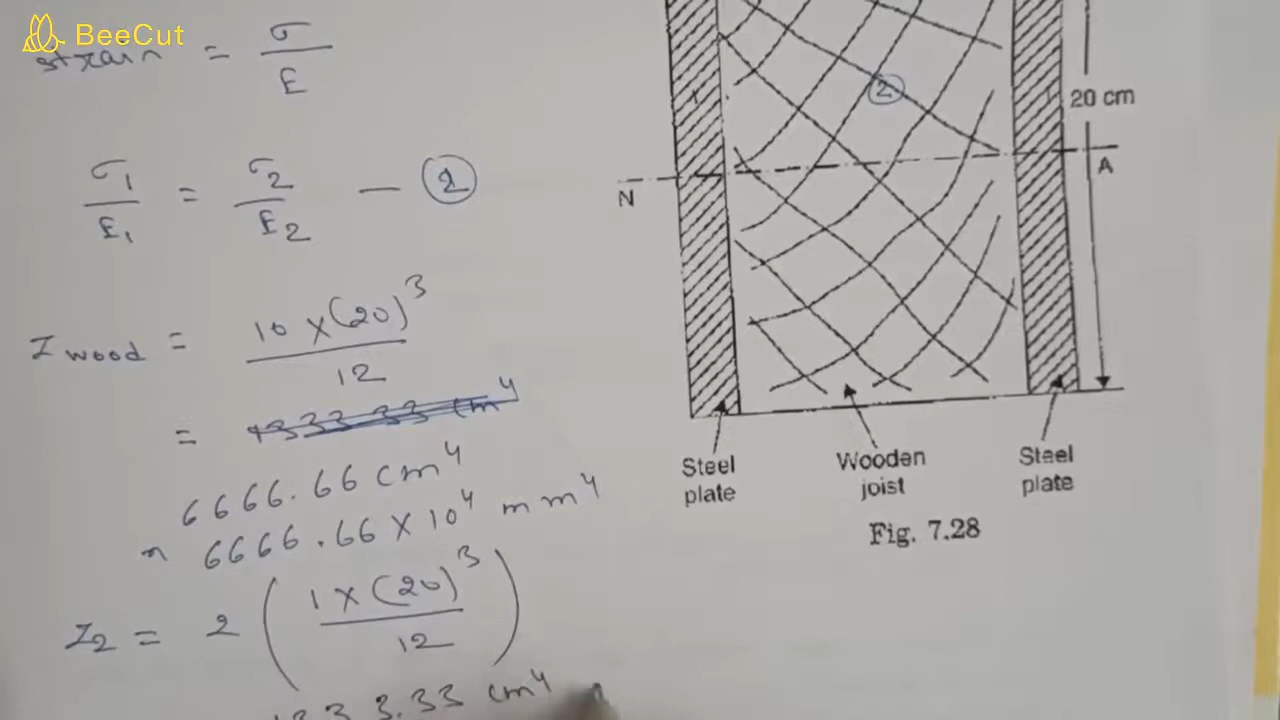 BeeCut
strain = σ / E
σ1 / E1 = σ2 / E2 — 2
I wood = 10 × (20)^3 / 12
= 1333.33 cm^4
6666.66 cm^4
= 6666.66 × 10^4 mm^4
I2 = 2 ( 1 × (20)^3 / 12 )
1333.33 cm^4
2
20 cm
N
A
Steel plate
Wooden joist
Steel plate
Fig. 7.28